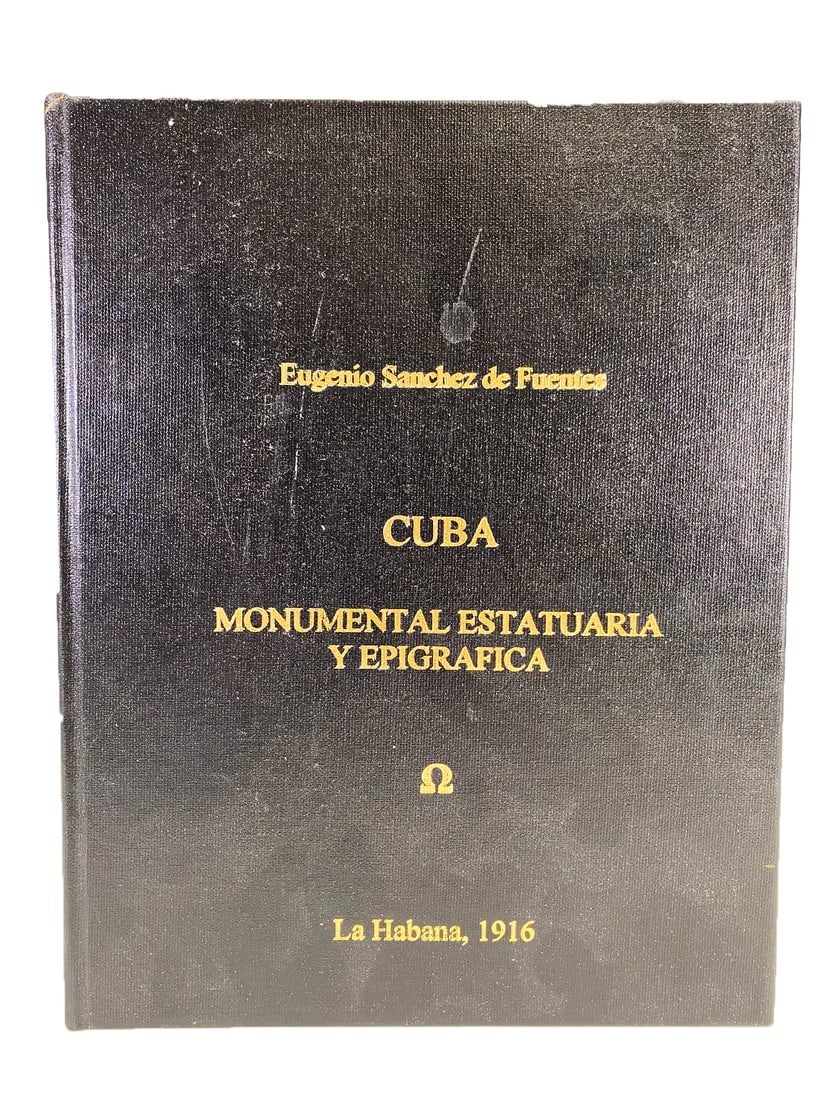 Eugenio Sanchez de Fuentes
CUBA
MONUMENTAL ESTATUARIA
Y EPIGRAFICA
Ω
La Habana, 1916